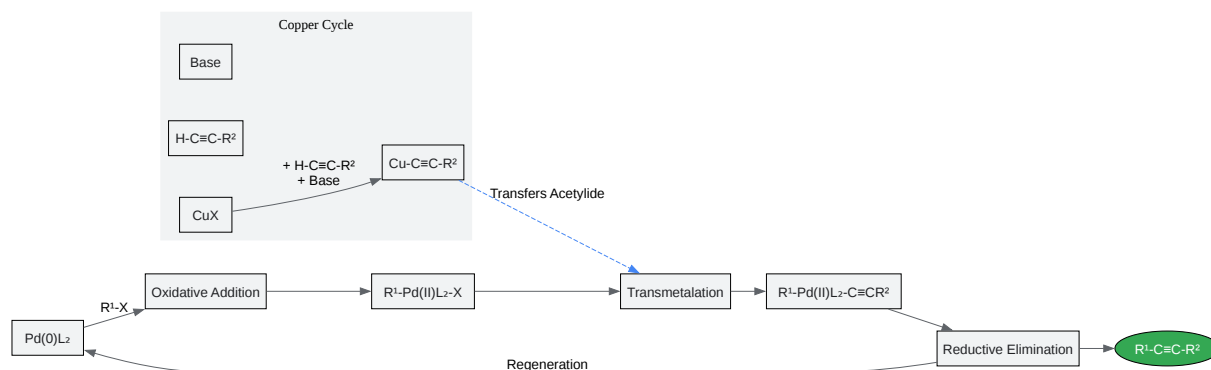 Copper Cycle
Base
H-C≡C-R²
+ H-C≡C-R²
+ Base
Cu-C≡C-R²
CuX
Transfers Acetylide
R¹-X
Oxidative Addition
R¹-Pd(II)L₂-X
Transmetalation
R¹-Pd(II)L₂-C≡CR²
Pd(0)L₂
Reductive Elimination
R¹-C≡C-R²
Regeneration